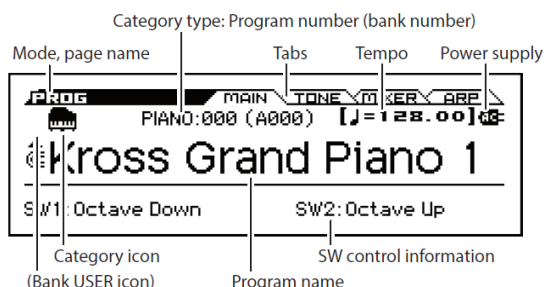 Category type: Program number (bank number)
Mode, page name Tabs Tempo Power supply
PROG MAIN TONE MIXER ARP
PIANO:000 (A000) [♩=128.00]
Kross Grand Piano 1
SW1:Octave Down SW2:Octave Up
Category icon SW control information
(Bank USER icon) Program name